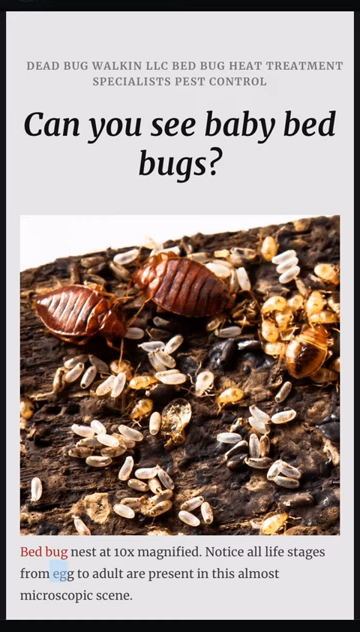 DEAD BUG WALKIN LLC BED BUG HEAT TREATMENT
SPECIALISTS PEST CONTROL
Can you see baby bed
bugs?
Bed bug nest at 10x magnified. Notice all life stages
from egg to adult are present in this almost
microscopic scene.